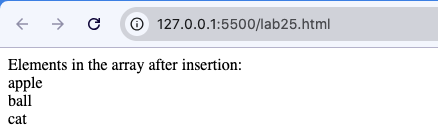 127.0.0.1:5500/lab25.html
Elements in the array after insertion:
apple
ball
cat